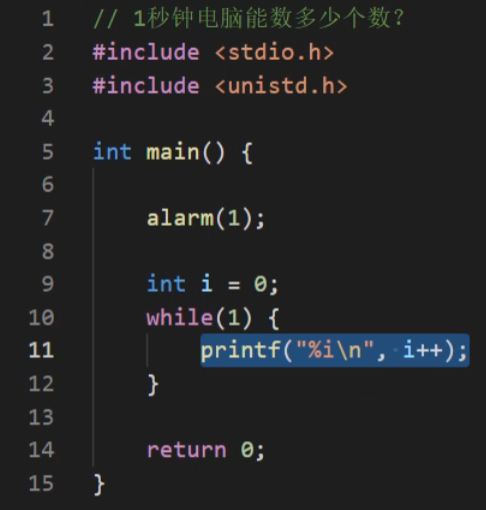 1 // 1秒钟电脑能数多少个数?
2 #include <stdio.h>
3 #include <unistd.h>
4
5 int main() {
6
7     alarm(1);
8
9     int i = 0;
10     while(1) {
11         printf("%i\n", i++);
12     }
13
14     return 0;
15 }